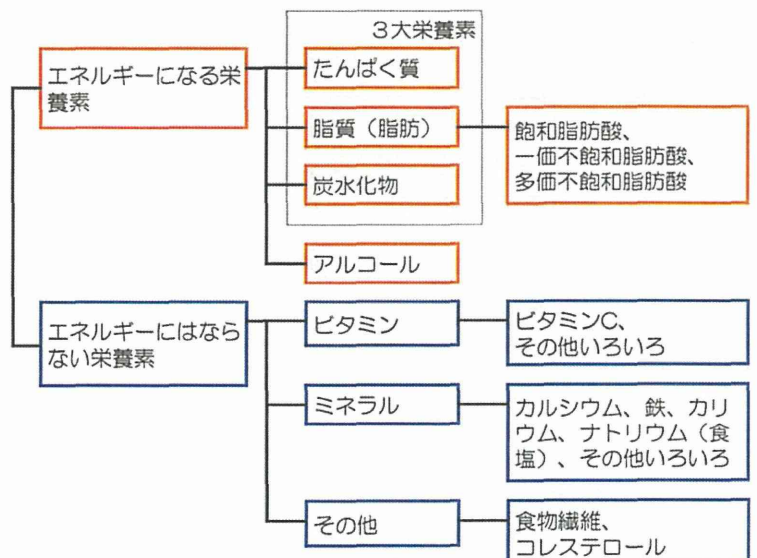 3大栄養素
エネルギーになる栄
養素
たんぱく質
脂質（脂肪）
飽和脂肪酸、
一価不飽和脂肪酸、
多価不飽和脂肪酸
炭水化物
アルコール
エネルギーにはなら
ない栄養素
ビタミン
ビタミンC、
その他いろいろ
ミネラル
カルシウム、鉄、カリ
ウム、ナトリウム（食
塩）、その他いろいろ
その他
食物繊維、
コレステロール